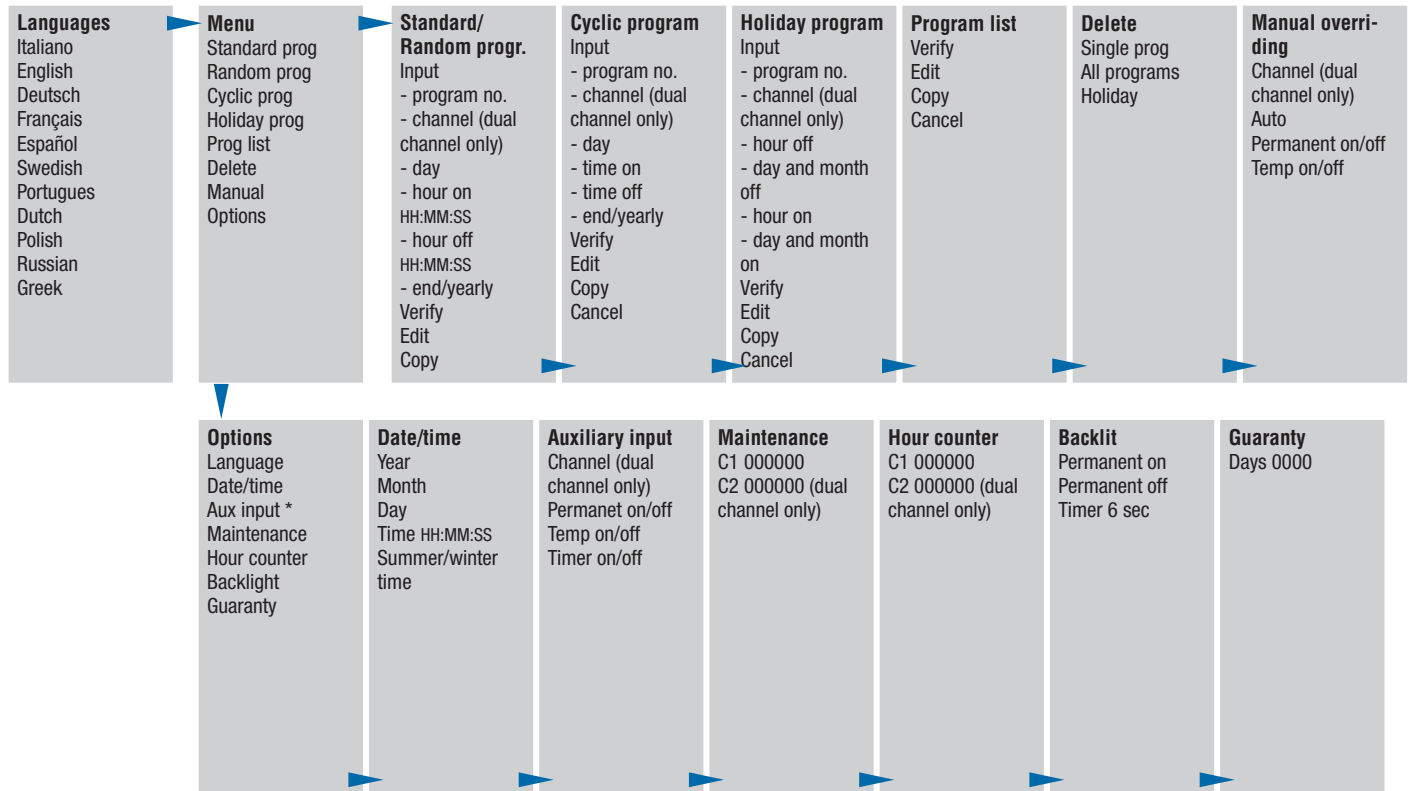 Languages
Italiano
English
Deutsch
Français
Español
Swedish
Portugues
Dutch
Polish
Russian
Greek
Menu
Standard prog
Random prog
Cyclic prog
Holiday prog
Prog list
Delete
Manual
Options
Standard/
Random progr.
Input
- program no.
- channel (dual
channel only)
- day
- hour on
HH:MM:SS
- hour off
HH:MM:SS
- end/yearly
Verify
Edit
Copy
Cyclic program
Input
- program no.
- channel (dual
channel only)
- day
- time on
- time off
- end/yearly
Verify
Edit
Copy
Cancel
Holiday program
Input
- program no.
- channel (dual
channel only)
- hour off
- day and month
off
- hour on
- day and month
on
Verify
Edit
Copy
Cancel
Program list
Verify
Edit
Copy
Cancel
Delete
Single prog
All programs
Holiday
Manual overri-
ding
Channel (dual
channel only)
Auto
Permanent on/off
Temp on/off
Options
Language
Date/time
Aux input *
Maintenance
Hour counter
Backlight
Guaranty
Date/time
Year
Month
Day
Time HH:MM:SS
Summer/winter
time
Auxiliary input
Channel (dual
channel only)
Permanet on/off
Temp on/off
Timer on/off
Maintenance
C1 000000
C2 000000 (dual
channel only)
Hour counter
C1 000000
C2 000000 (dual
channel only)
Backlit
Permanent on
Permanent off
Timer 6 sec
Guaranty
Days 0000